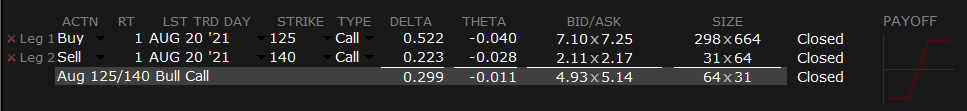 ACTN RT LST TRD DAY STRIKE TYPE DELTA THETA BID/ASK SIZE PAYOFF
× Leg 1 Buy 1 AUG 20 '21 125 Call 0.522 -0.040 7.10 x 7.25 298 x 664 Closed
× Leg 2 Sell 1 AUG 20 '21 140 Call 0.223 -0.028 2.11 x 2.17 31 x 64 Closed
Aug 125/140 Bull Call 0.299 -0.011 4.93 x 5.14 64 x 31 Closed